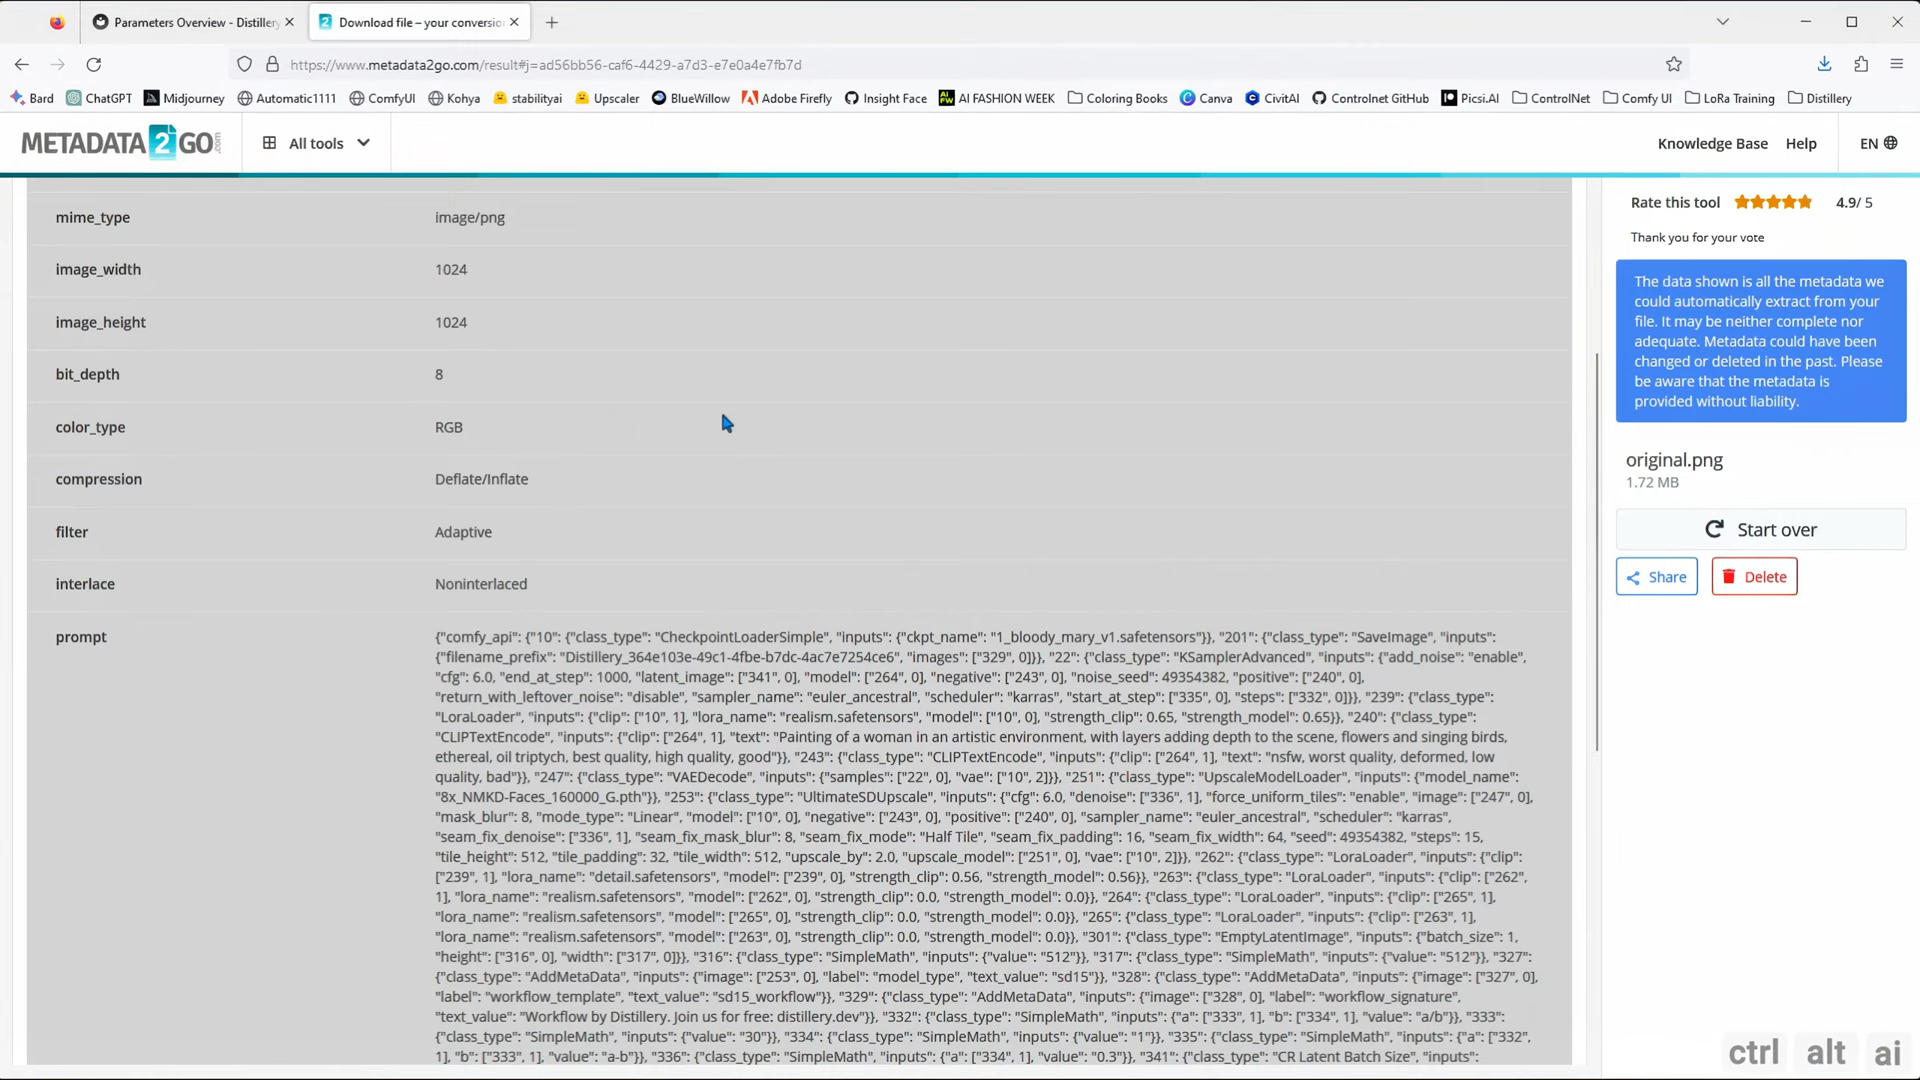 Parameters Overview - Distillery
Download file – your conversio
https://www.metadata2go.com/result#j=ad56bb56-caf6-4429-a7d3-e7e0a4e7fb7d
Bard ChatGPT Midjourney Automatic1111 ComfyUI Kohya stabilityai Upscaler BlueWillow Adobe Firefly Insight Face AI FASHION WEEK Coloring Books Canva CivitAI Controlnet GitHub Picsi.AI ControlNet Comfy UI LoRa Training Distillery
METADATA2GO.com
All tools
Knowledge Base Help EN
mime_type image/png
image_width 1024
image_height 1024
bit_depth 8
color_type RGB
compression Deflate/Inflate
filter Adaptive
interlace Noninterlaced
prompt {"comfy_api": {"10": {"class_type": "CheckpointLoaderSimple", "inputs": {"ckpt_name": "1_bloody_mary_v1.safetensors"}}, "201": {"class_type": "SaveImage", "inputs":
{"filename_prefix": "Distillery_364e103e-49c1-4fbe-b7dc-4ac7e7254ce6", "images": ["329", 0]}}, "22": {"class_type": "KSamplerAdvanced", "inputs": {"add_noise": "enable",
"cfg": 6.0, "end_at_step": 1000, "latent_image": ["341", 0], "model": ["264", 0], "negative": ["243", 0], "noise_seed": 49354382, "positive": ["240", 0],
"return_with_leftover_noise": "disable", "sampler_name": "euler_ancestral", "scheduler": "karras", "start_at_step": ["335", 0], "steps": ["332", 0]}}, "239": {"class_type":
"LoraLoader", "inputs": {"clip": ["10", 1], "lora_name": "realism.safetensors", "model": ["10", 0], "strength_clip": 0.65, "strength_model": 0.65}}, "240": {"class_type":
"CLIPTextEncode", "inputs": {"clip": ["264", 1], "text": "Painting of a woman in an artistic environment, with layers adding depth to the scene, flowers and singing birds,
ethereal, oil triptych, best quality, high quality, good"}}, "243": {"class_type": "CLIPTextEncode", "inputs": {"clip": ["264", 1], "text": "nsfw, worst quality, deformed, low
quality, bad"}}, "247": {"class_type": "VAEDecode", "inputs": {"samples": ["22", 0], "vae": ["10", 2]}}, "251": {"class_type": "UpscaleModelLoader", "inputs": {"model_name":
"8x_NMKD-Faces_160000_G.pth"}}, "253": {"class_type": "UltimateSDUpscale", "inputs": {"cfg": 6.0, "denoise": ["336", 1], "force_uniform_tiles": "enable", "image": ["247", 0],
"mask_blur": 8, "mode_type": "Linear", "model": ["10", 0], "negative": ["243", 0], "positive": ["240", 0], "sampler_name": "euler_ancestral", "scheduler": "karras",
"seam_fix_denoise": ["336", 1], "seam_fix_mask_blur": 8, "seam_fix_mode": "Half Tile", "seam_fix_padding": 16, "seam_fix_width": 64, "seed": 49354382, "steps": 15,
"tile_height": 512, "tile_padding": 32, "tile_width": 512, "upscale_by": 2.0, "upscale_model": ["251", 0], "vae": ["10", 2]}}, "262": {"class_type": "LoraLoader", "inputs": {"clip":
["239", 1], "lora_name": "detail.safetensors", "model": ["239", 0], "strength_clip": 0.56, "strength_model": 0.56}}, "263": {"class_type": "LoraLoader", "inputs": {"clip": ["262",
1], "lora_name": "realism.safetensors", "model": ["262", 0], "strength_clip": 0.0, "strength_model": 0.0}}, "264": {"class_type": "LoraLoader", "inputs": {"clip": ["265", 1],
"lora_name": "realism.safetensors", "model": ["265", 0], "strength_clip": 0.0, "strength_model": 0.0}}, "265": {"class_type": "LoraLoader", "inputs": {"clip": ["263", 1],
"lora_name": "realism.safetensors", "model": ["263", 0], "strength_clip": 0.0, "strength_model": 0.0}}, "301": {"class_type": "EmptyLatentImage", "inputs": {"batch_size": 1,
"height": ["316", 0], "width": ["317", 0]}}, "316": {"class_type": "SimpleMath", "inputs": {"value": "512"}}, "317": {"class_type": "SimpleMath", "inputs": {"value": "512"}}, "327":
{"class_type": "AddMetaData", "inputs": {"image": ["253", 0], "label": "model_type", "text_value": "sd15"}}, "328": {"class_type": "AddMetaData", "inputs": {"image": ["327", 0],
"label": "workflow_template", "text_value": "sd15_workflow"}}, "329": {"class_type": "AddMetaData", "inputs": {"image": ["328", 0], "label": "workflow_signature",
"text_value": "Workflow by Distillery. Join us for free: distillery.dev"}}, "332": {"class_type": "SimpleMath", "inputs": {"a": ["333", 1], "b": ["334", 1], "value": "a/b"}}, "333":
{"class_type": "SimpleMath", "inputs": {"value": "30"}}, "334": {"class_type": "SimpleMath", "inputs": {"value": "1"}}, "335": {"class_type": "SimpleMath", "inputs": {"a": ["332",
1], "b": ["333", 1], "value": "a-b"}}, "336": {"class_type": "SimpleMath", "inputs": {"a": ["334", 1], "value": "0.3"}}, "341": {"class_type": "CR Latent Batch Size", "inputs":
Rate this tool 4.9/ 5
Thank you for your vote
The data shown is all the metadata we
could automatically extract from your
file. It may be neither complete nor
adequate. Metadata could have been
changed or deleted in the past. Please
be aware that the metadata is
provided without liability.
original.png
1.72 MB
Start over
Share Delete
ctrl alt ai